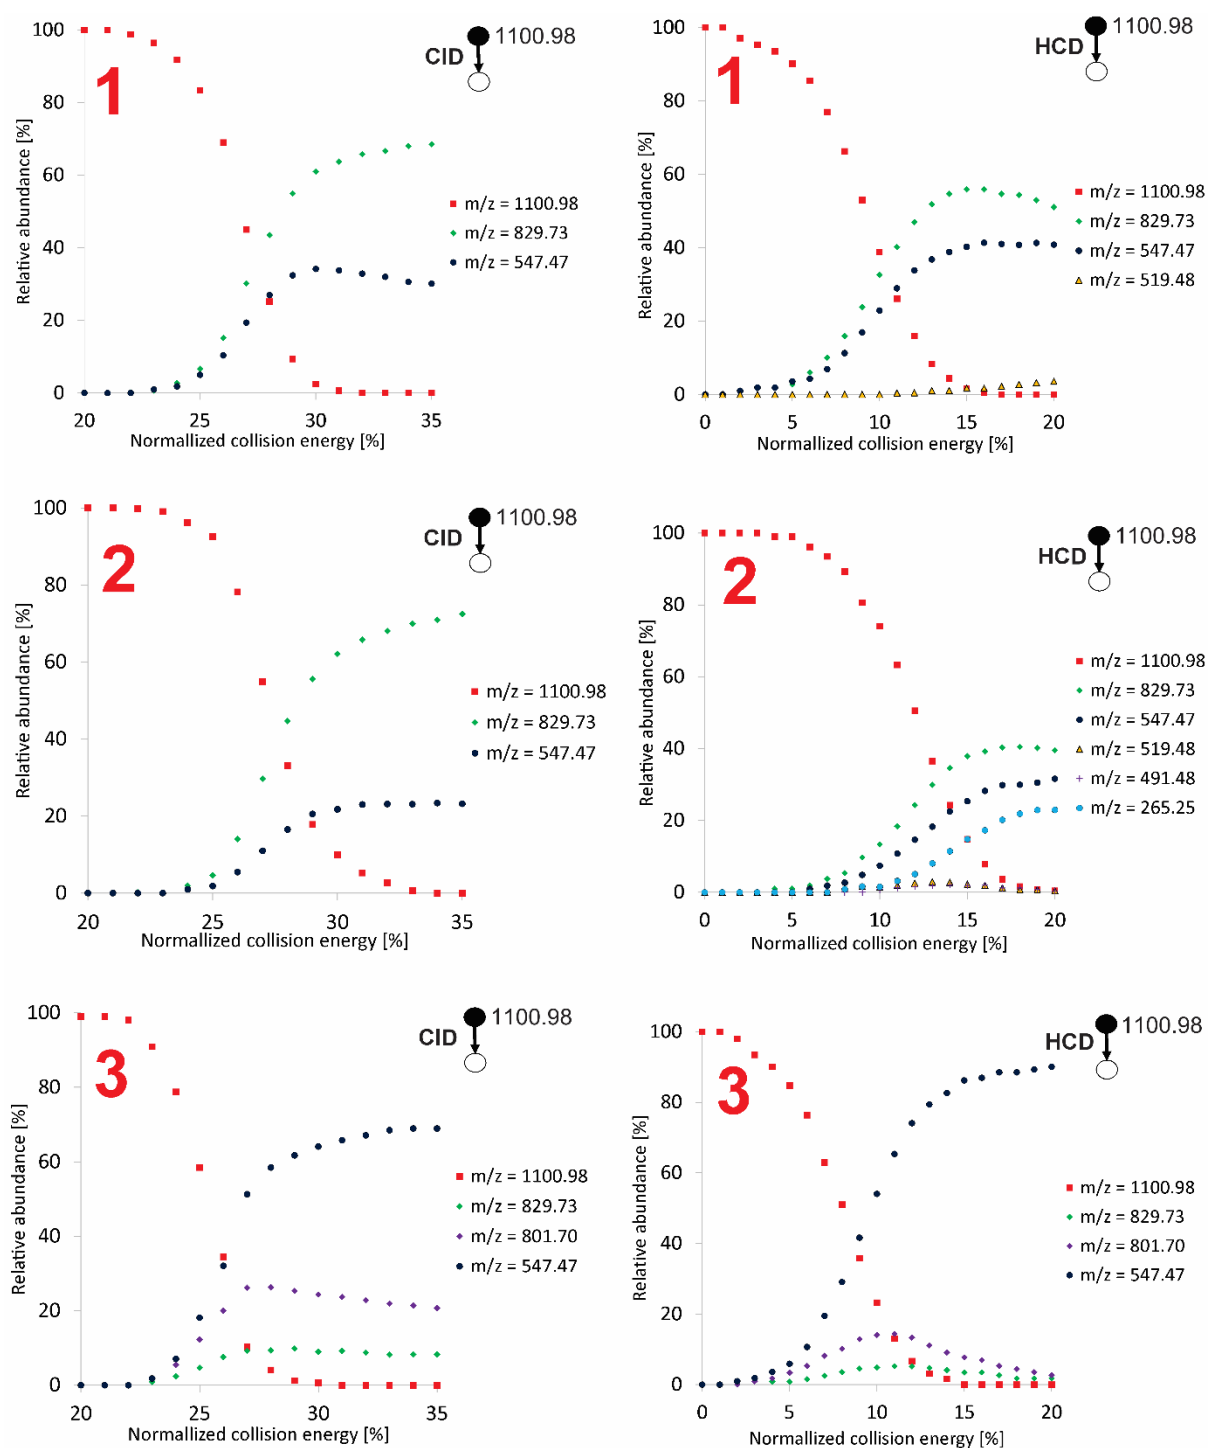 1
CID
1100.98
Relative abundance [%]
100
80
60
40
20
0
20
25
30
35
Normallized collision energy [%]
m/z = 1100.98
m/z = 829.73
m/z = 547.47
1
HCD
1100.98
Relative abundance [%]
100
80
60
40
20
0
0
5
10
15
20
Normallized collision energy [%]
m/z = 1100.98
m/z = 829.73
m/z = 547.47
m/z = 519.48
2
CID
1100.98
Relative abundance [%]
100
80
60
40
20
0
20
25
30
35
Normallized collision energy [%]
m/z = 1100.98
m/z = 829.73
m/z = 547.47
2
HCD
1100.98
Relative abundance [%]
100
80
60
40
20
0
0
5
10
15
20
Normallized collision energy [%]
m/z = 1100.98
m/z = 829.73
m/z = 547.47
m/z = 519.48
m/z = 491.48
m/z = 265.25
3
CID
1100.98
Relative abundance [%]
100
80
60
40
20
0
20
25
30
35
Normallized collision energy [%]
m/z = 1100.98
m/z = 829.73
m/z = 801.70
m/z = 547.47
3
HCD
1100.98
Relative abundance [%]
100
80
60
40
20
0
0
5
10
15
20
Normallized collision energy [%]
m/z = 1100.98
m/z = 829.73
m/z = 801.70
m/z = 547.47